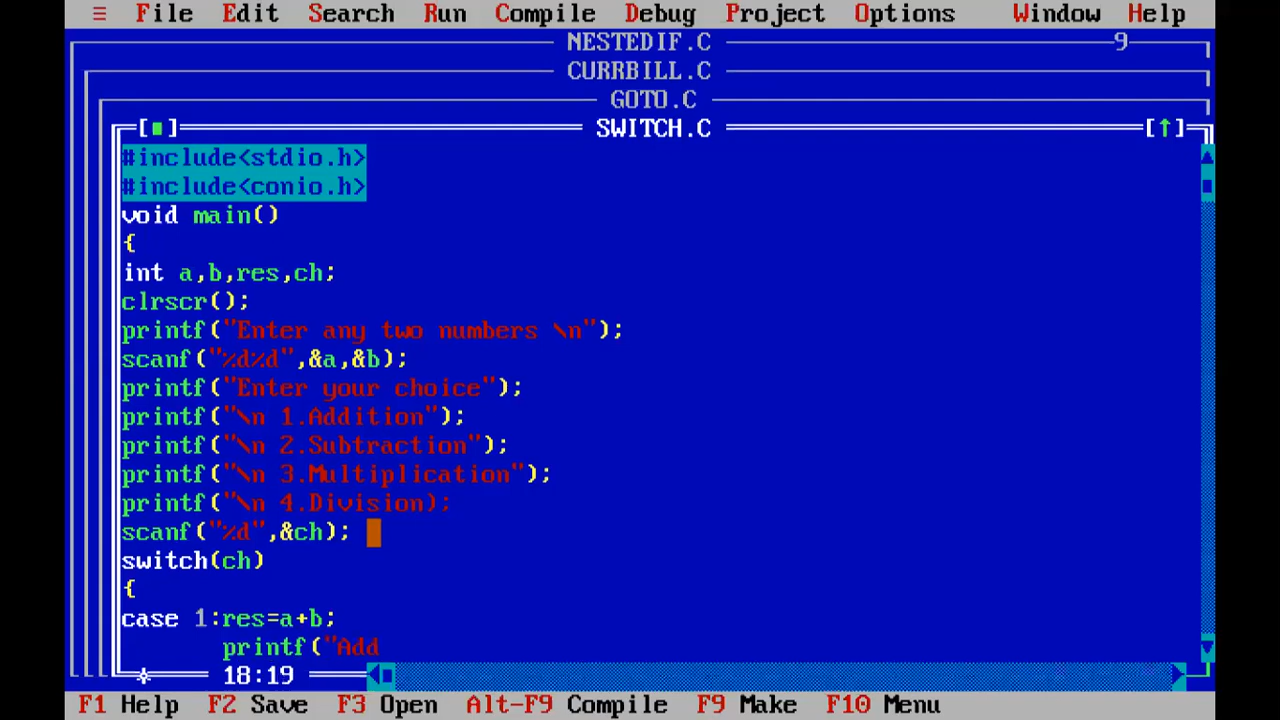 ≡ File Edit Search Run Compile Debug Project Options Window Help
NESTEDIF.C 9
CURRBILL.C
GOTO.C
[■] SWITCH.C [↑]
#include<stdio.h>
#include<conio.h>
void main()
{
int a,b,res,ch;
clrscr();
printf("Enter any two numbers \n");
scanf("%d%d",&a,&b);
printf("Enter your choice");
printf("\n 1.Addition");
printf("\n 2.Subtraction");
printf("\n 3.Multiplication");
printf("\n 4.Division);
scanf("%d",&ch);
switch(ch)
{
case 1:res=a+b;
printf("Add
18:19
F1 Help F2 Save F3 Open Alt-F9 Compile F9 Make F10 Menu